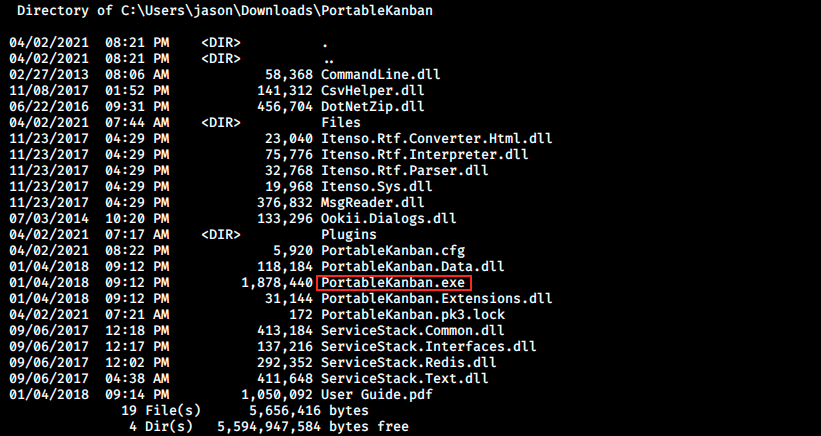 Directory of C:\Users\jason\Downloads\PortableKanban
04/02/2021  08:21 PM    <DIR>          .
04/02/2021  08:21 PM    <DIR>          ..
02/27/2013  08:06 AM            58,368 CommandLine.dll
11/08/2017  01:52 PM           141,312 CsvHelper.dll
06/22/2016  09:31 PM           456,704 DotNetZip.dll
04/02/2021  07:44 AM    <DIR>          Files
11/23/2017  04:29 PM            23,040 Itenso.Rtf.Converter.Html.dll
11/23/2017  04:29 PM            75,776 Itenso.Rtf.Interpreter.dll
11/23/2017  04:29 PM            32,768 Itenso.Rtf.Parser.dll
11/23/2017  04:29 PM            19,968 Itenso.Sys.dll
11/23/2017  04:29 PM           376,832 MsgReader.dll
07/03/2014  10:20 PM           133,296 Ookii.Dialogs.dll
04/02/2021  07:17 AM    <DIR>          Plugins
04/02/2021  08:22 PM             5,920 PortableKanban.cfg
01/04/2018  09:12 PM           118,184 PortableKanban.Data.dll
01/04/2018  09:12 PM         1,878,440 PortableKanban.exe
01/04/2018  09:12 PM            31,144 PortableKanban.Extensions.dll
04/02/2021  07:21 AM               172 PortableKanban.pk3.lock
09/06/2017  12:18 PM           413,184 ServiceStack.Common.dll
09/06/2017  12:17 PM           137,216 ServiceStack.Interfaces.dll
09/06/2017  12:02 PM           292,352 ServiceStack.Redis.dll
09/06/2017  04:38 AM           411,648 ServiceStack.Text.dll
01/04/2018  09:14 PM         1,050,092 User Guide.pdf
19 File(s)      5,656,416 bytes
4 Dir(s)   5,594,947,584 bytes free